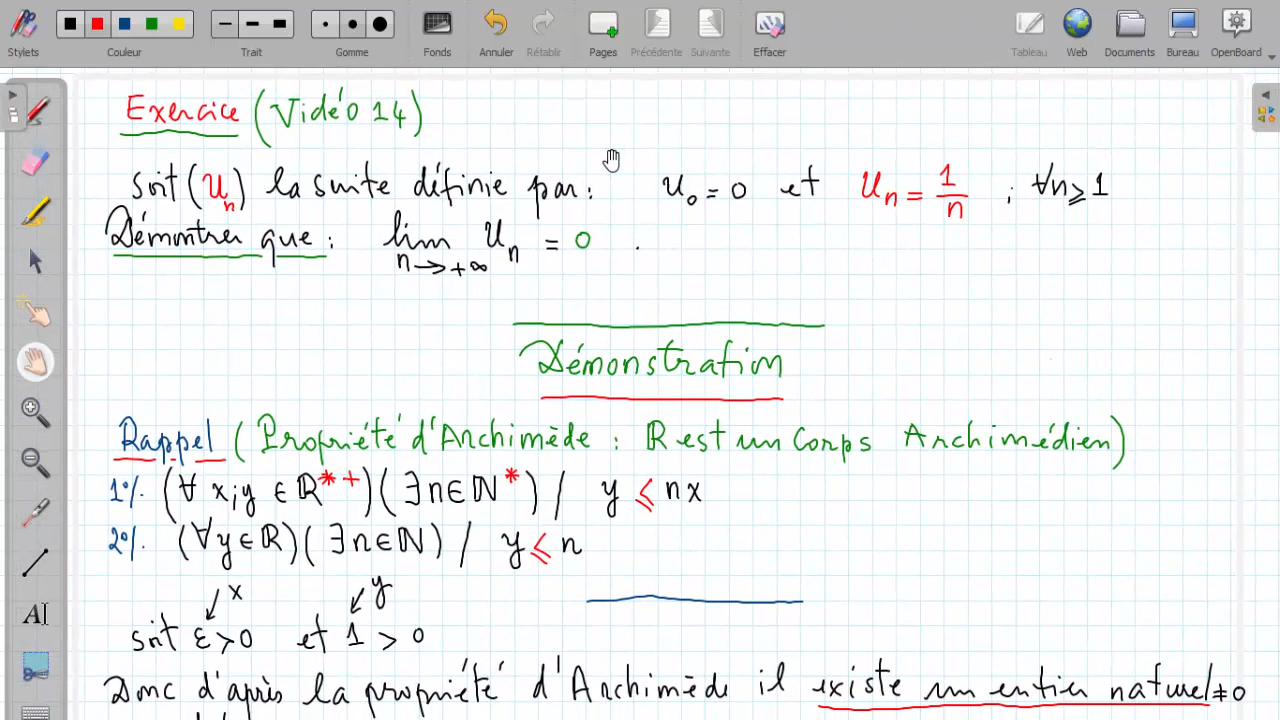 Stylets Couleur Trait Gomme Fonds Annuler Rétablir Pages Précédente Suivante Effacer Tableau Web Documents Bureau OpenBoard
Exercice (Vidéo 14)
soit (Un) la suite définie par : u₀ = 0 et Un = 1/n ; ∀n ⩾ 1
Démontrer que : lim n→+∞ Un = 0 .
Démonstration
Rappel (Propriété d'Archimède : R est un Corps Archimédien)
1°/. (∀ x,y ∈ ℝ*⁺)(∃n∈ℕ*) / y ⩽ nx
2°/. (∀y∈ℝ)(∃n∈ℕ) / y ⩽ n
x y
soit ε > 0 et 1 > 0
Donc d'après la propriété d'Archimède il existe un entier naturel ≠ 0
AI